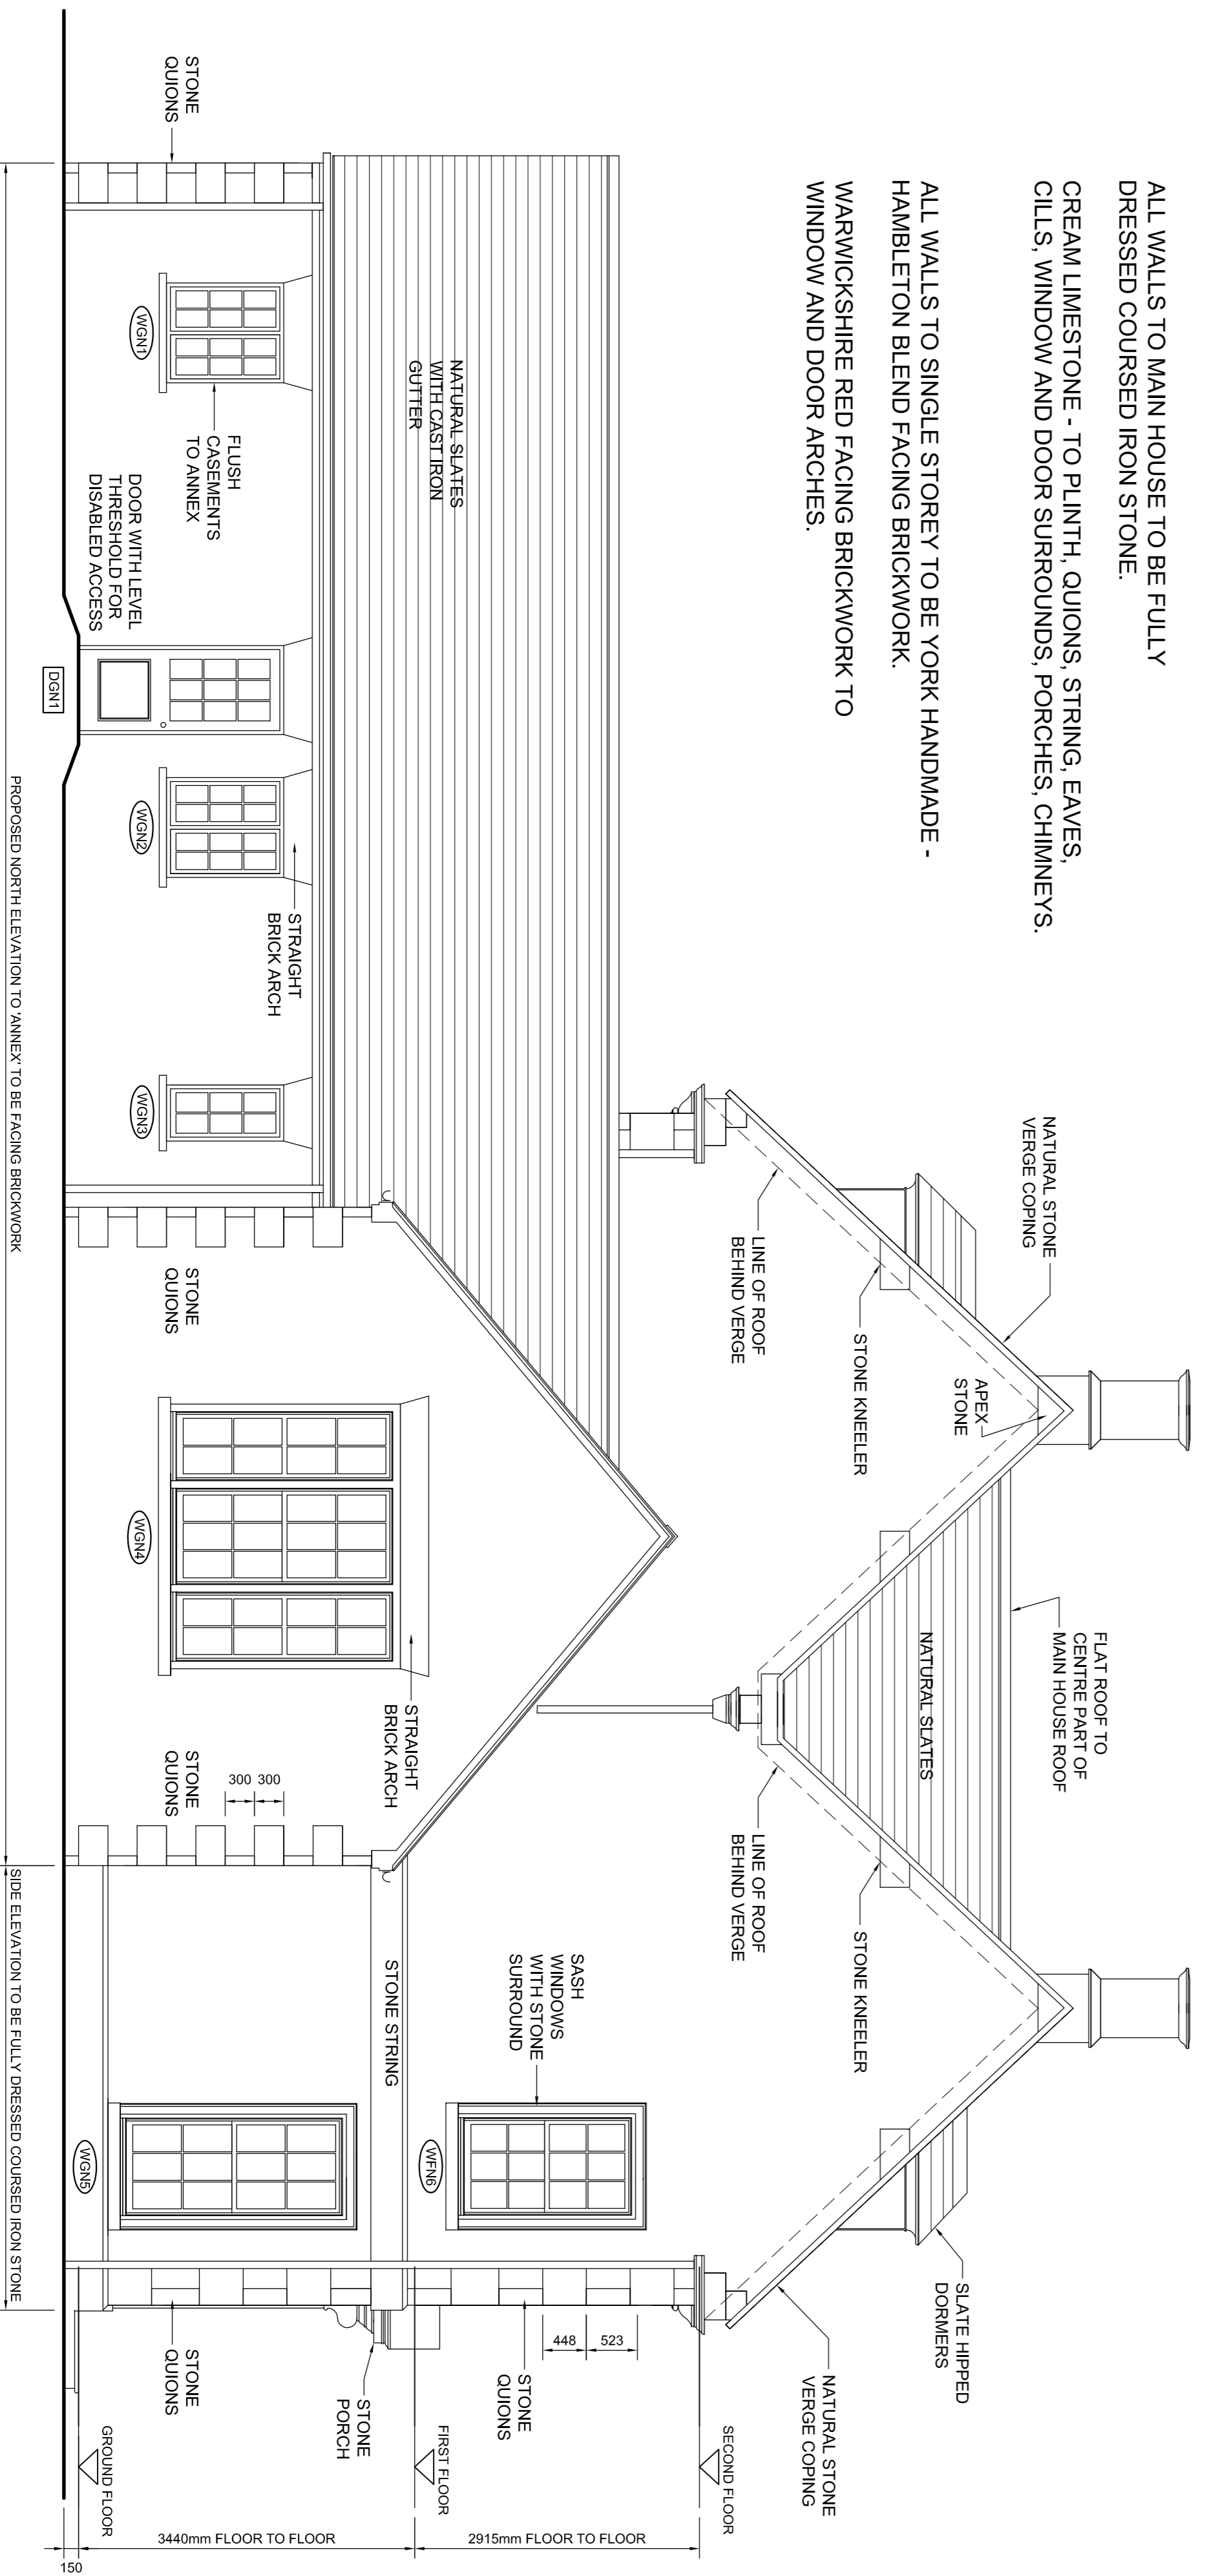 ALL WALLS TO MAIN HOUSE TO BE FULLY
DRESSED COURSED IRON STONE.
CREAM LIMESTONE - TO PLINTH, QUIONS, STRING, EAVES,
CILLS, WINDOW AND DOOR SURROUNDS, PORCHES, CHIMNEYS.
ALL WALLS TO SINGLE STOREY TO BE YORK HANDMADE -
HAMBLETON BLEND FACING BRICKWORK.
WARWICKSHIRE RED FACING BRICKWORK TO
WINDOW AND DOOR ARCHES.
NATURAL STONE
VERGE COPING
APEX
STONE
STONE KNEELER
LINE OF ROOF
BEHIND VERGE
FLAT ROOF TO
CENTRE PART OF
MAIN HOUSE ROOF
NATURAL SLATES
LINE OF ROOF
BEHIND VERGE
STONE KNEELER
SLATE HIPPED
DORMERS
NATURAL STONE
VERGE COPING
SECOND FLOOR
2915mm FLOOR TO FLOOR
523
448
STONE
QUIONS
SASH
WINDOWS
WITH STONE
SURROUND
WFN6
FIRST FLOOR
NATURAL SLATES
WITH CAST IRON
GUTTER
STRAIGHT
BRICK ARCH
STONE STRING
STONE
PORCH
STONE
QUIONS
FLUSH
CASEMENTS
TO ANNEX
STRAIGHT
BRICK ARCH
STONE
QUIONS
300
300
STONE
QUIONS
STONE
QUIONS
3440mm FLOOR TO FLOOR
DOOR WITH LEVEL
THRESHOLD FOR
DISABLED ACCESS
WGN1
WGN2
WGN3
WGN4
WGN5
DGN1
GROUND FLOOR
150
PROPOSED NORTH ELEVATION TO 'ANNEX' TO BE FACING BRICKWORK
SIDE ELEVATION TO BE FULLY DRESSED COURSED IRON STONE